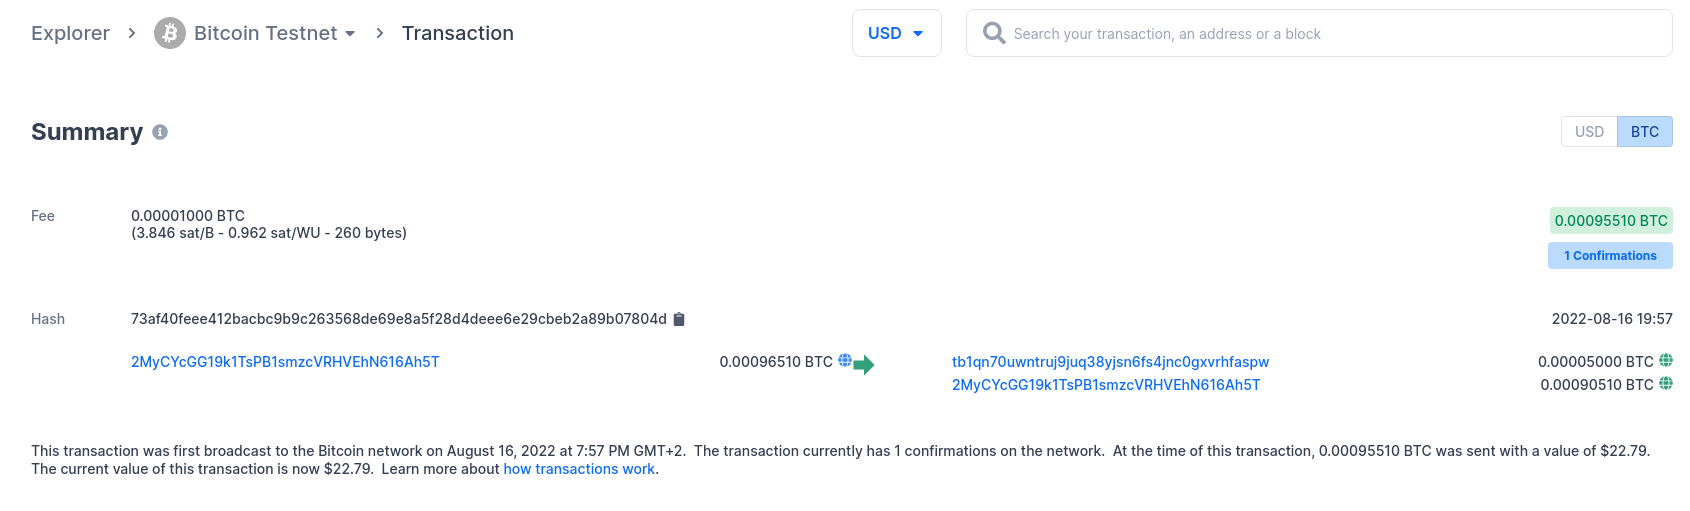 Explorer > Bitcoin Testnet > Transaction USD Search your transaction, an address or a block
Summary USD BTC
Fee 0.00001000 BTC 0.00095510 BTC
(3.846 sat/B - 0.962 sat/WU - 260 bytes)
1 Confirmations
Hash 73af40feee412bacbc9b9c263568de69e8a5f28d4deee6e29cbeb2a89b07804d 2022-08-16 19:57
2MyCYcGG19k1TsPB1smzcVRHVEhN616Ah5T 0.00096510 BTC tb1qn70uwntruj9juq38yjsn6fs4jnc0gxvrhfaspw 0.00005000 BTC
2MyCYcGG19k1TsPB1smzcVRHVEhN616Ah5T 0.00090510 BTC
This transaction was first broadcast to the Bitcoin network on August 16, 2022 at 7:57 PM GMT+2. The transaction currently has 1 confirmations on the network. At the time of this transaction, 0.00095510 BTC was sent with a value of $22.79.
The current value of this transaction is now $22.79. Learn more about how transactions work.